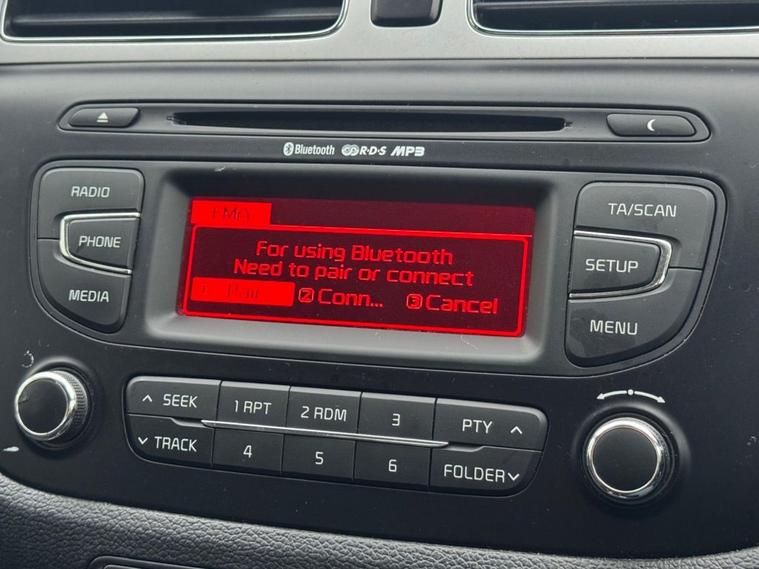 Bluetooth R·D·S MP3
RADIO
PHONE
MEDIA
For using Bluetooth
Need to pair or connect
Pair 2 Conn... 3 Cancel
TA/SCAN
SETUP
MENU
SEEK
TRACK
1 RPT 2 RDM 3
4 5 6
PTY
FOLDER